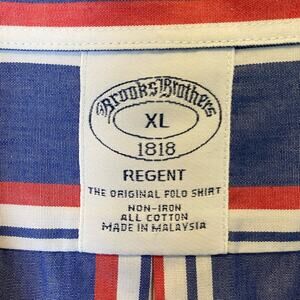 Brooks Brothers
XL
1818
REGENT
THE ORIGINAL POLO SHIRT
NON-IRON
ALL COTTON
MADE IN MALAYSIA